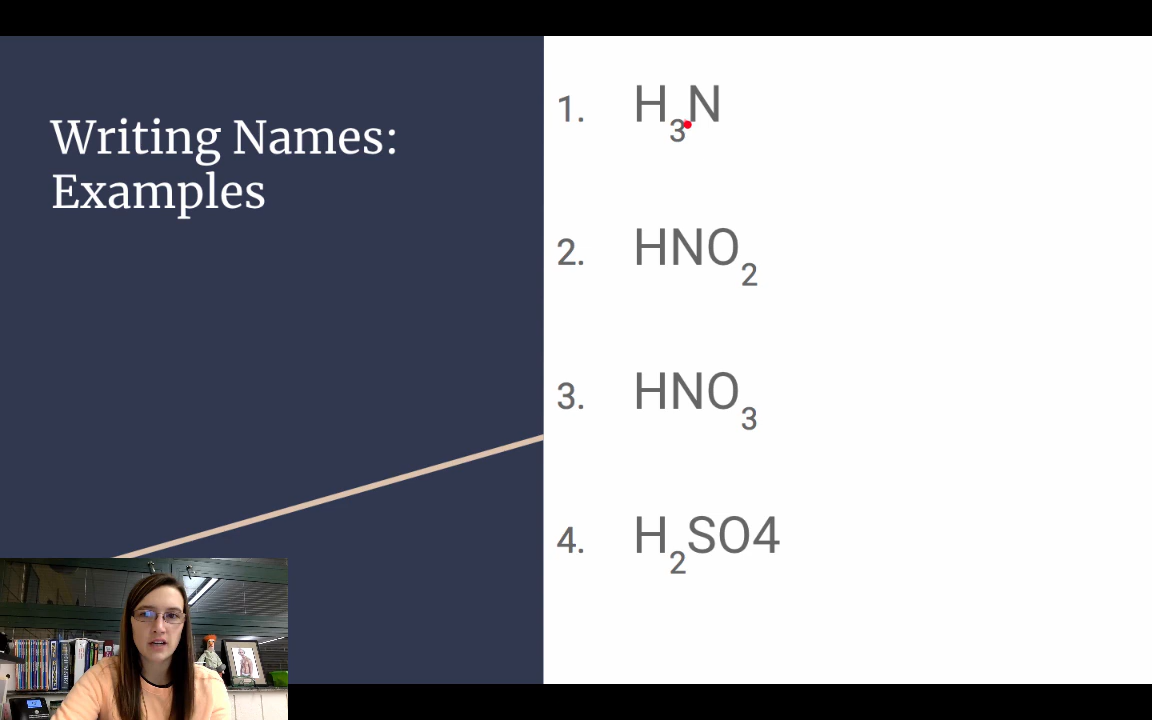 Writing Names:
Examples
1. H₃N
2. HNO₂
3. HNO₃
4. H₂SO4